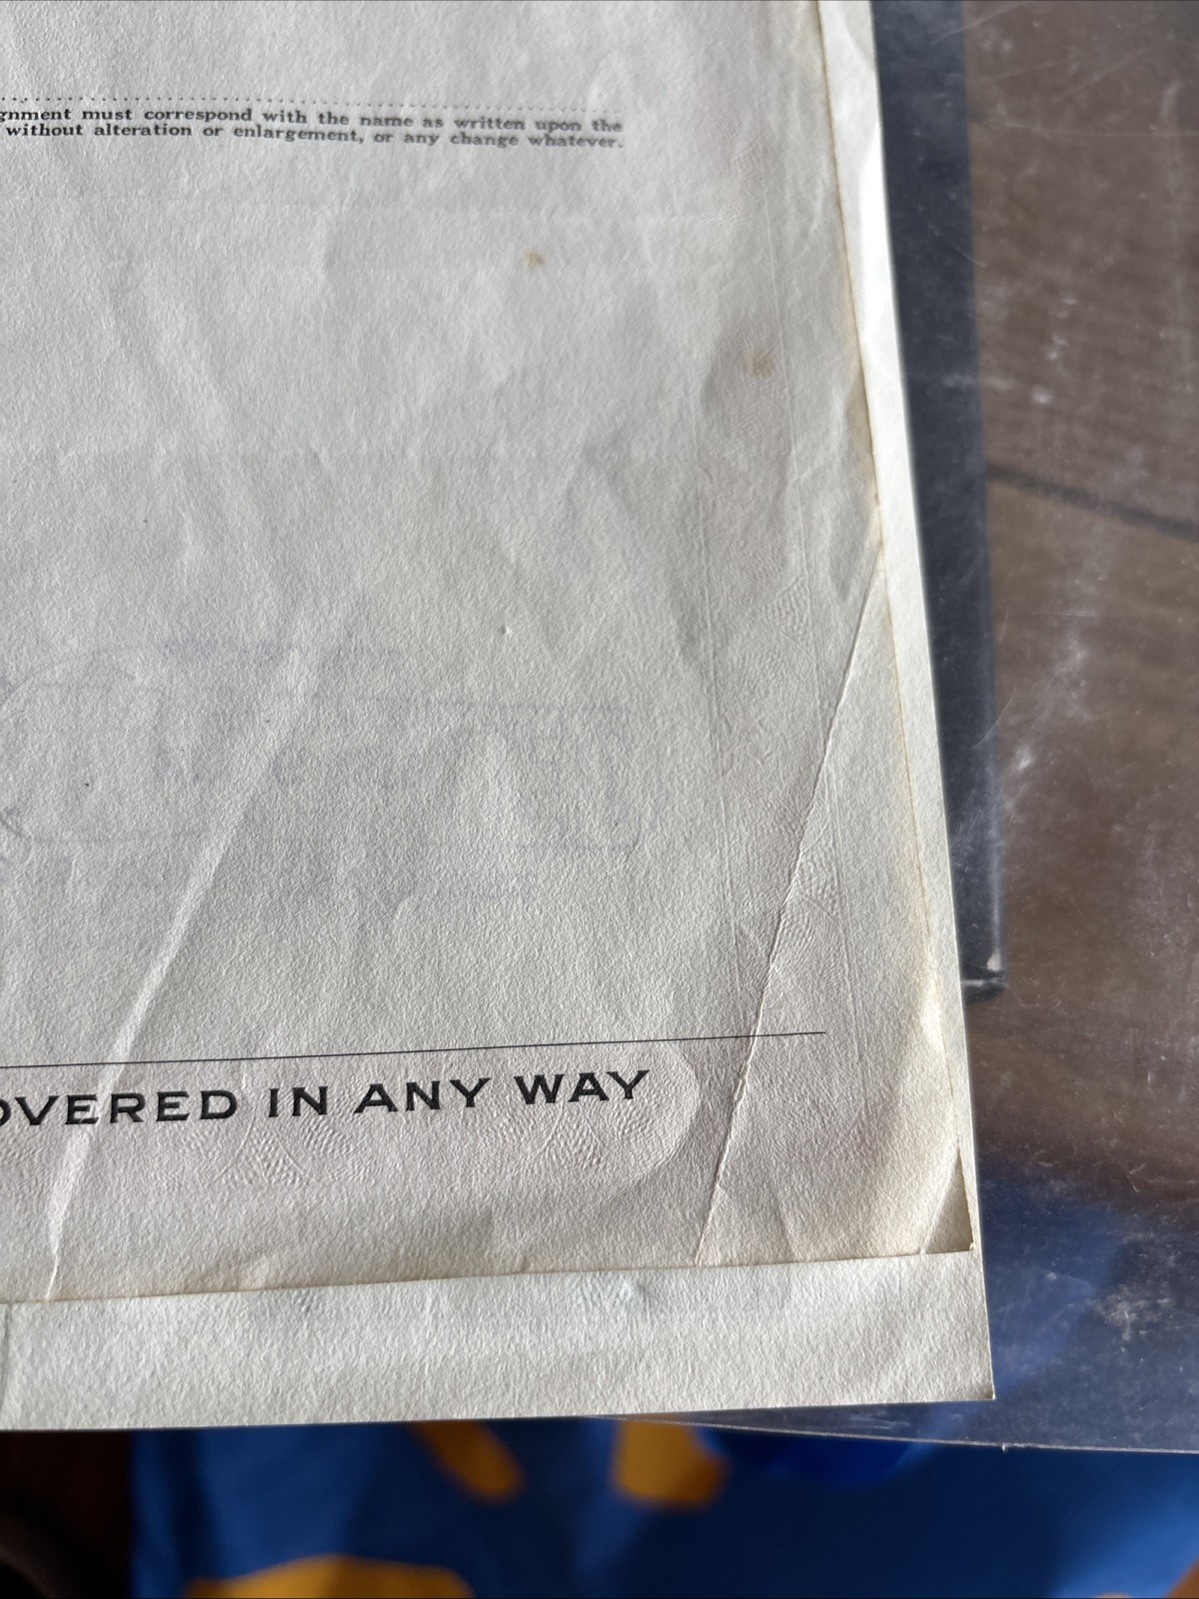 gnment must correspond with the name as written upon the
without alteration or enlargement, or any change whatever.
OVERED IN ANY WAY